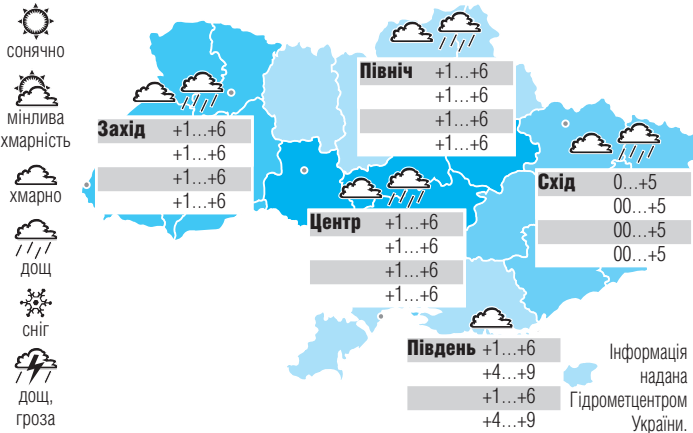 сонячно
мінлива
хмарність
хмарно
дощ
сніг
дощ,
гроза
Північ +1...+6
+1...+6
+1...+6
+1...+6
Захід +1...+6
+1...+6
+1...+6
+1...+6
Схід 0...+5
00...+5
00...+5
00...+5
Центр +1...+6
+1...+6
+1...+6
+1...+6
Південь +1...+6
+4...+9
+1...+6
+4...+9
Інформація
надана
Гідрометцентром
України.